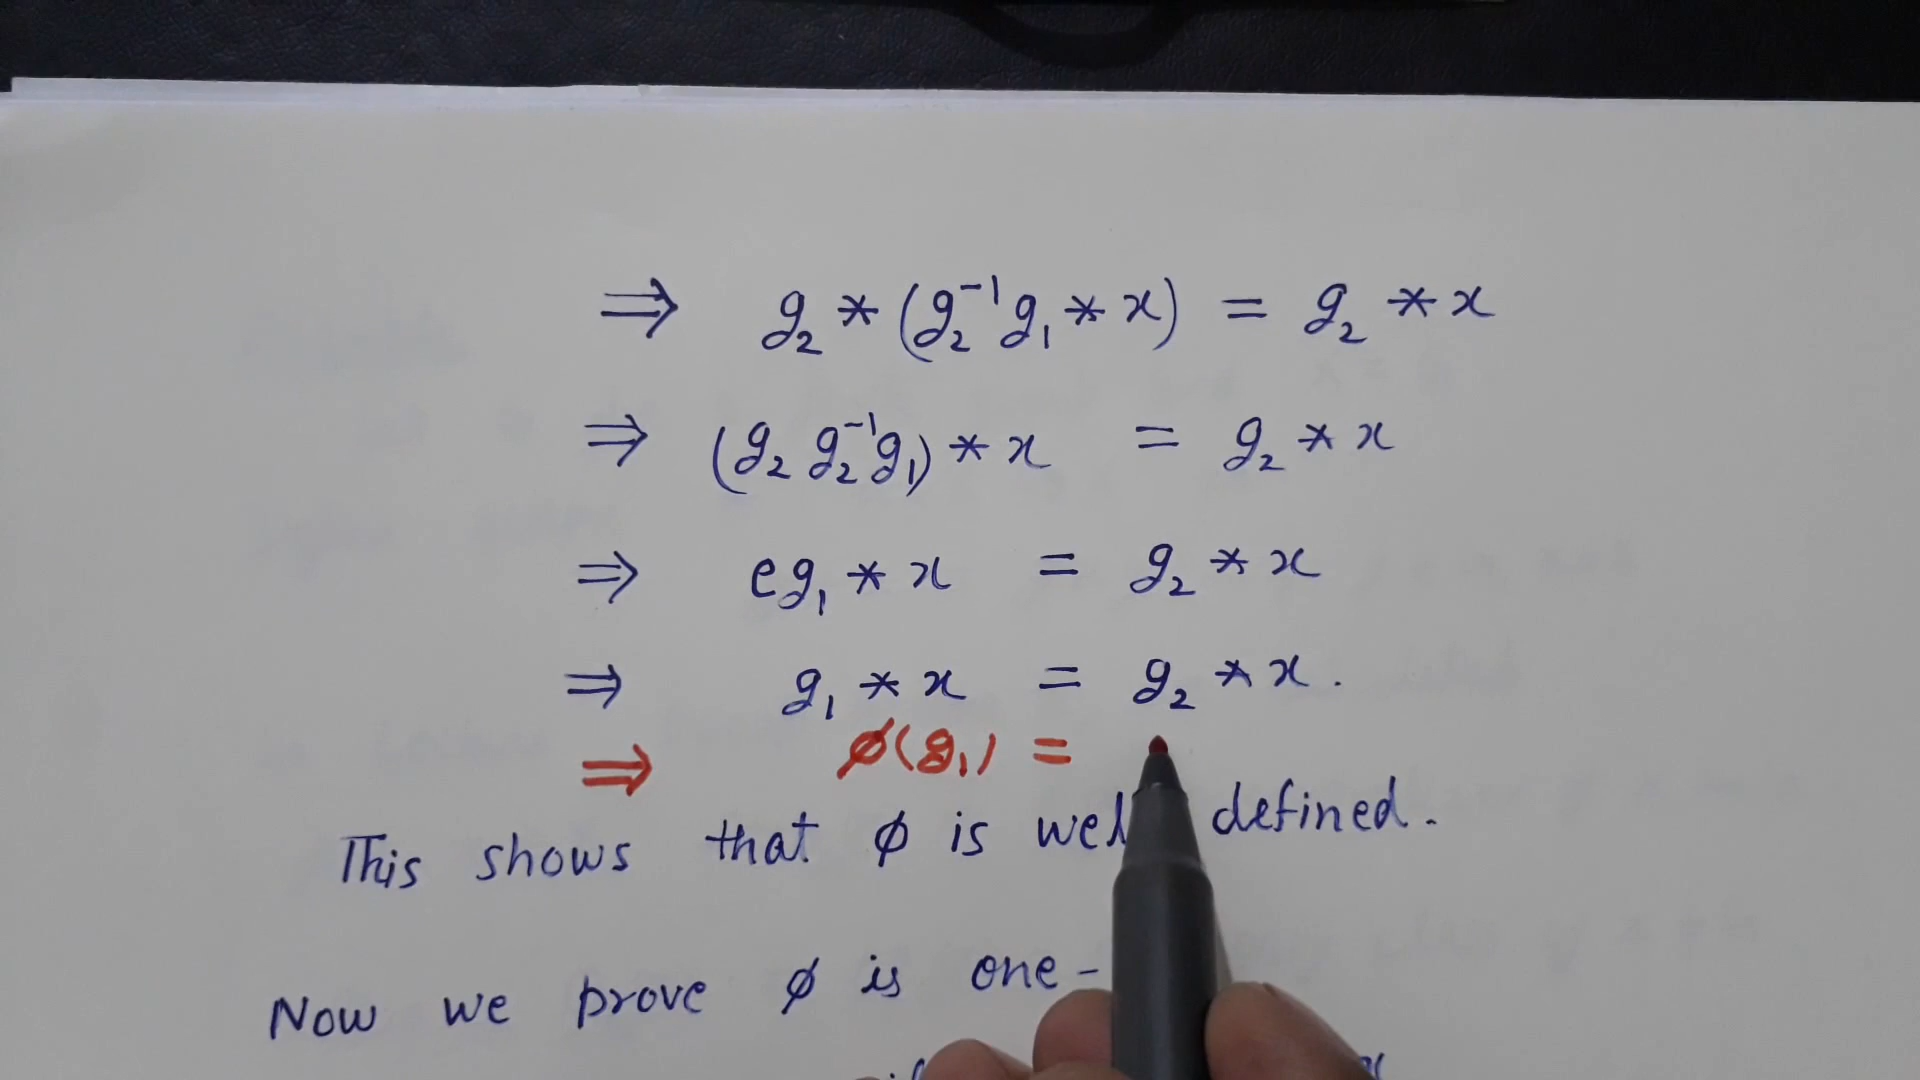 ⇒ g₂ * (g₂⁻¹g₁ * x) = g₂ * x
⇒ (g₂ g₂⁻¹g₁) * x = g₂ * x
⇒ eg₁ * x = g₂ * x
⇒ g₁ * x = g₂ * x.
⇒ ϕ(g₁) =
This shows that ϕ is well defined.
Now we prove ϕ is one-